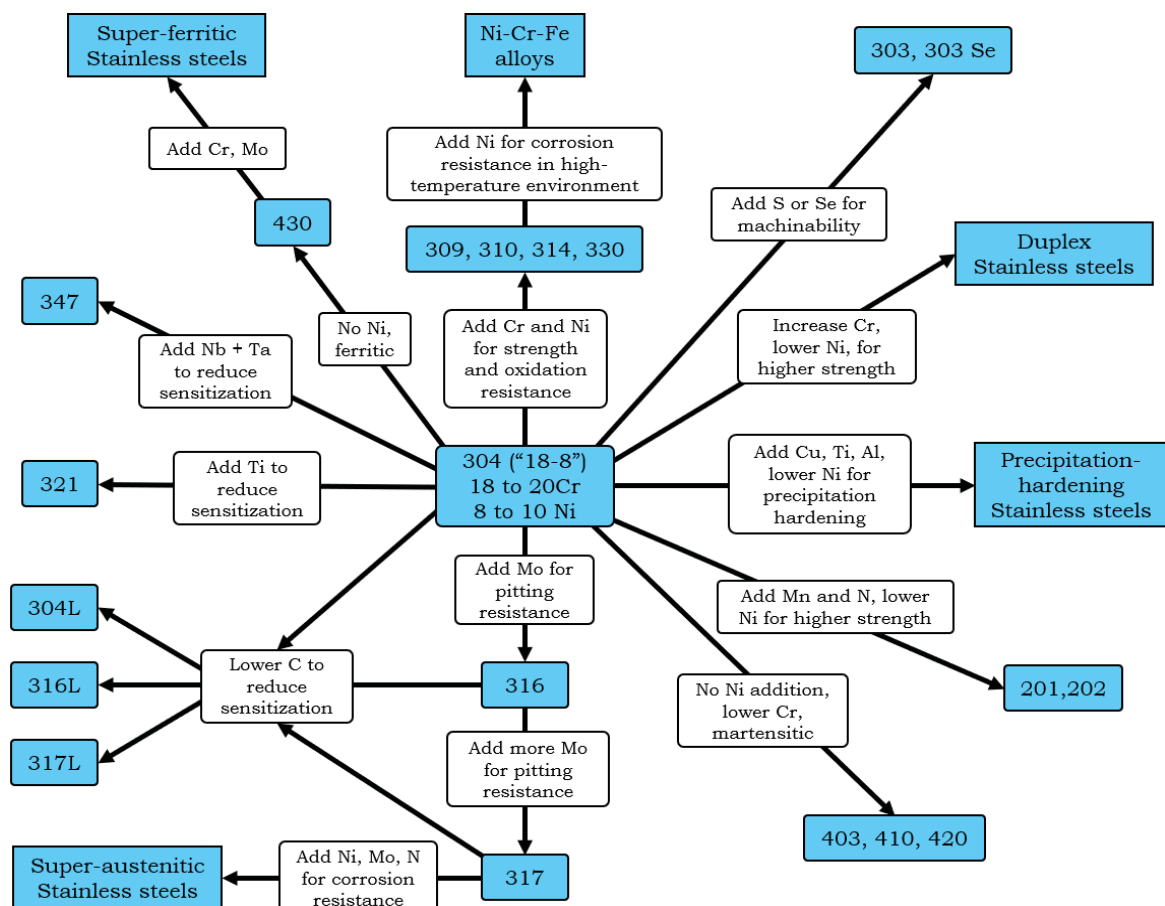 Super-ferritic
Stainless steels
Ni-Cr-Fe
alloys
303, 303 Se
Add Cr, Mo
Add Ni for corrosion
resistance in high-
temperature environment
Add S or Se for
machinability
430
309, 310, 314, 330
Duplex
Stainless steels
347
Add Nb + Ta
to reduce
sensitization
No Ni,
ferritic
Add Cr and Ni
for strength
and oxidation
resistance
Increase Cr,
lower Ni, for
higher strength
321
Add Ti to
reduce
sensitization
304 (“18-8”)
18 to 20Cr
8 to 10 Ni
Add Cu, Ti, Al,
lower Ni for
precipitation
hardening
Precipitation-
hardening
Stainless steels
Add Mo for
pitting
resistance
Add Mn and N, lower
Ni for higher strength
304L
316L
317L
Lower C to
reduce
sensitization
316
No Ni addition,
lower Cr,
martensitic
201,202
Add more Mo
for pitting
resistance
403, 410, 420
Super-austenitic
Stainless steels
Add Ni, Mo, N
for corrosion
resistance
317